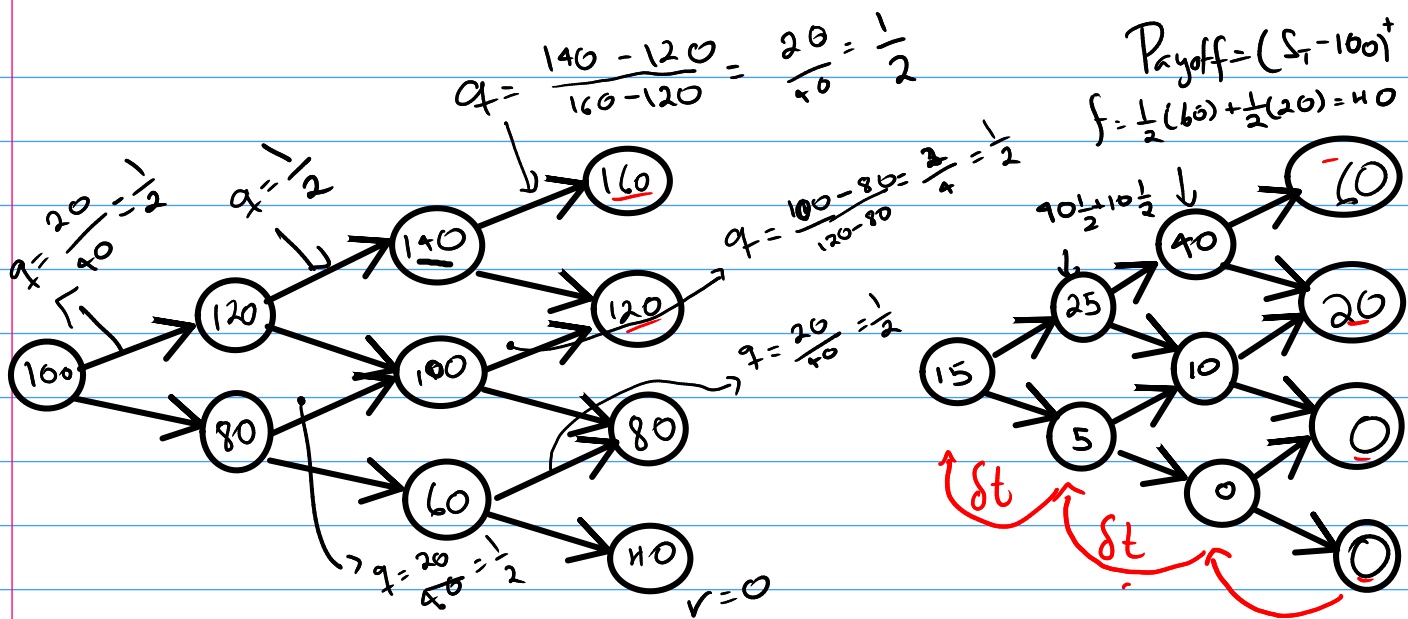 q = (140 - 120)/(160 - 120) = 20/40 = 1/2
Payoff = (S_T - 100)^+
f = 1/2(60) + 1/2(20) = 40
q = 20/40 = 1/2
q = 1/2
q = (100 - 80)/(120 - 80) = 2/4 = 1/2
40 1/2 + 10 1/2
160
140
120
120
100
100
80
80
60
40
q = 20/40 = 1/2
q = 20/40 = 1/2
r = 0
60
40
25
20
15
10
5
0
0
0
δt
δt